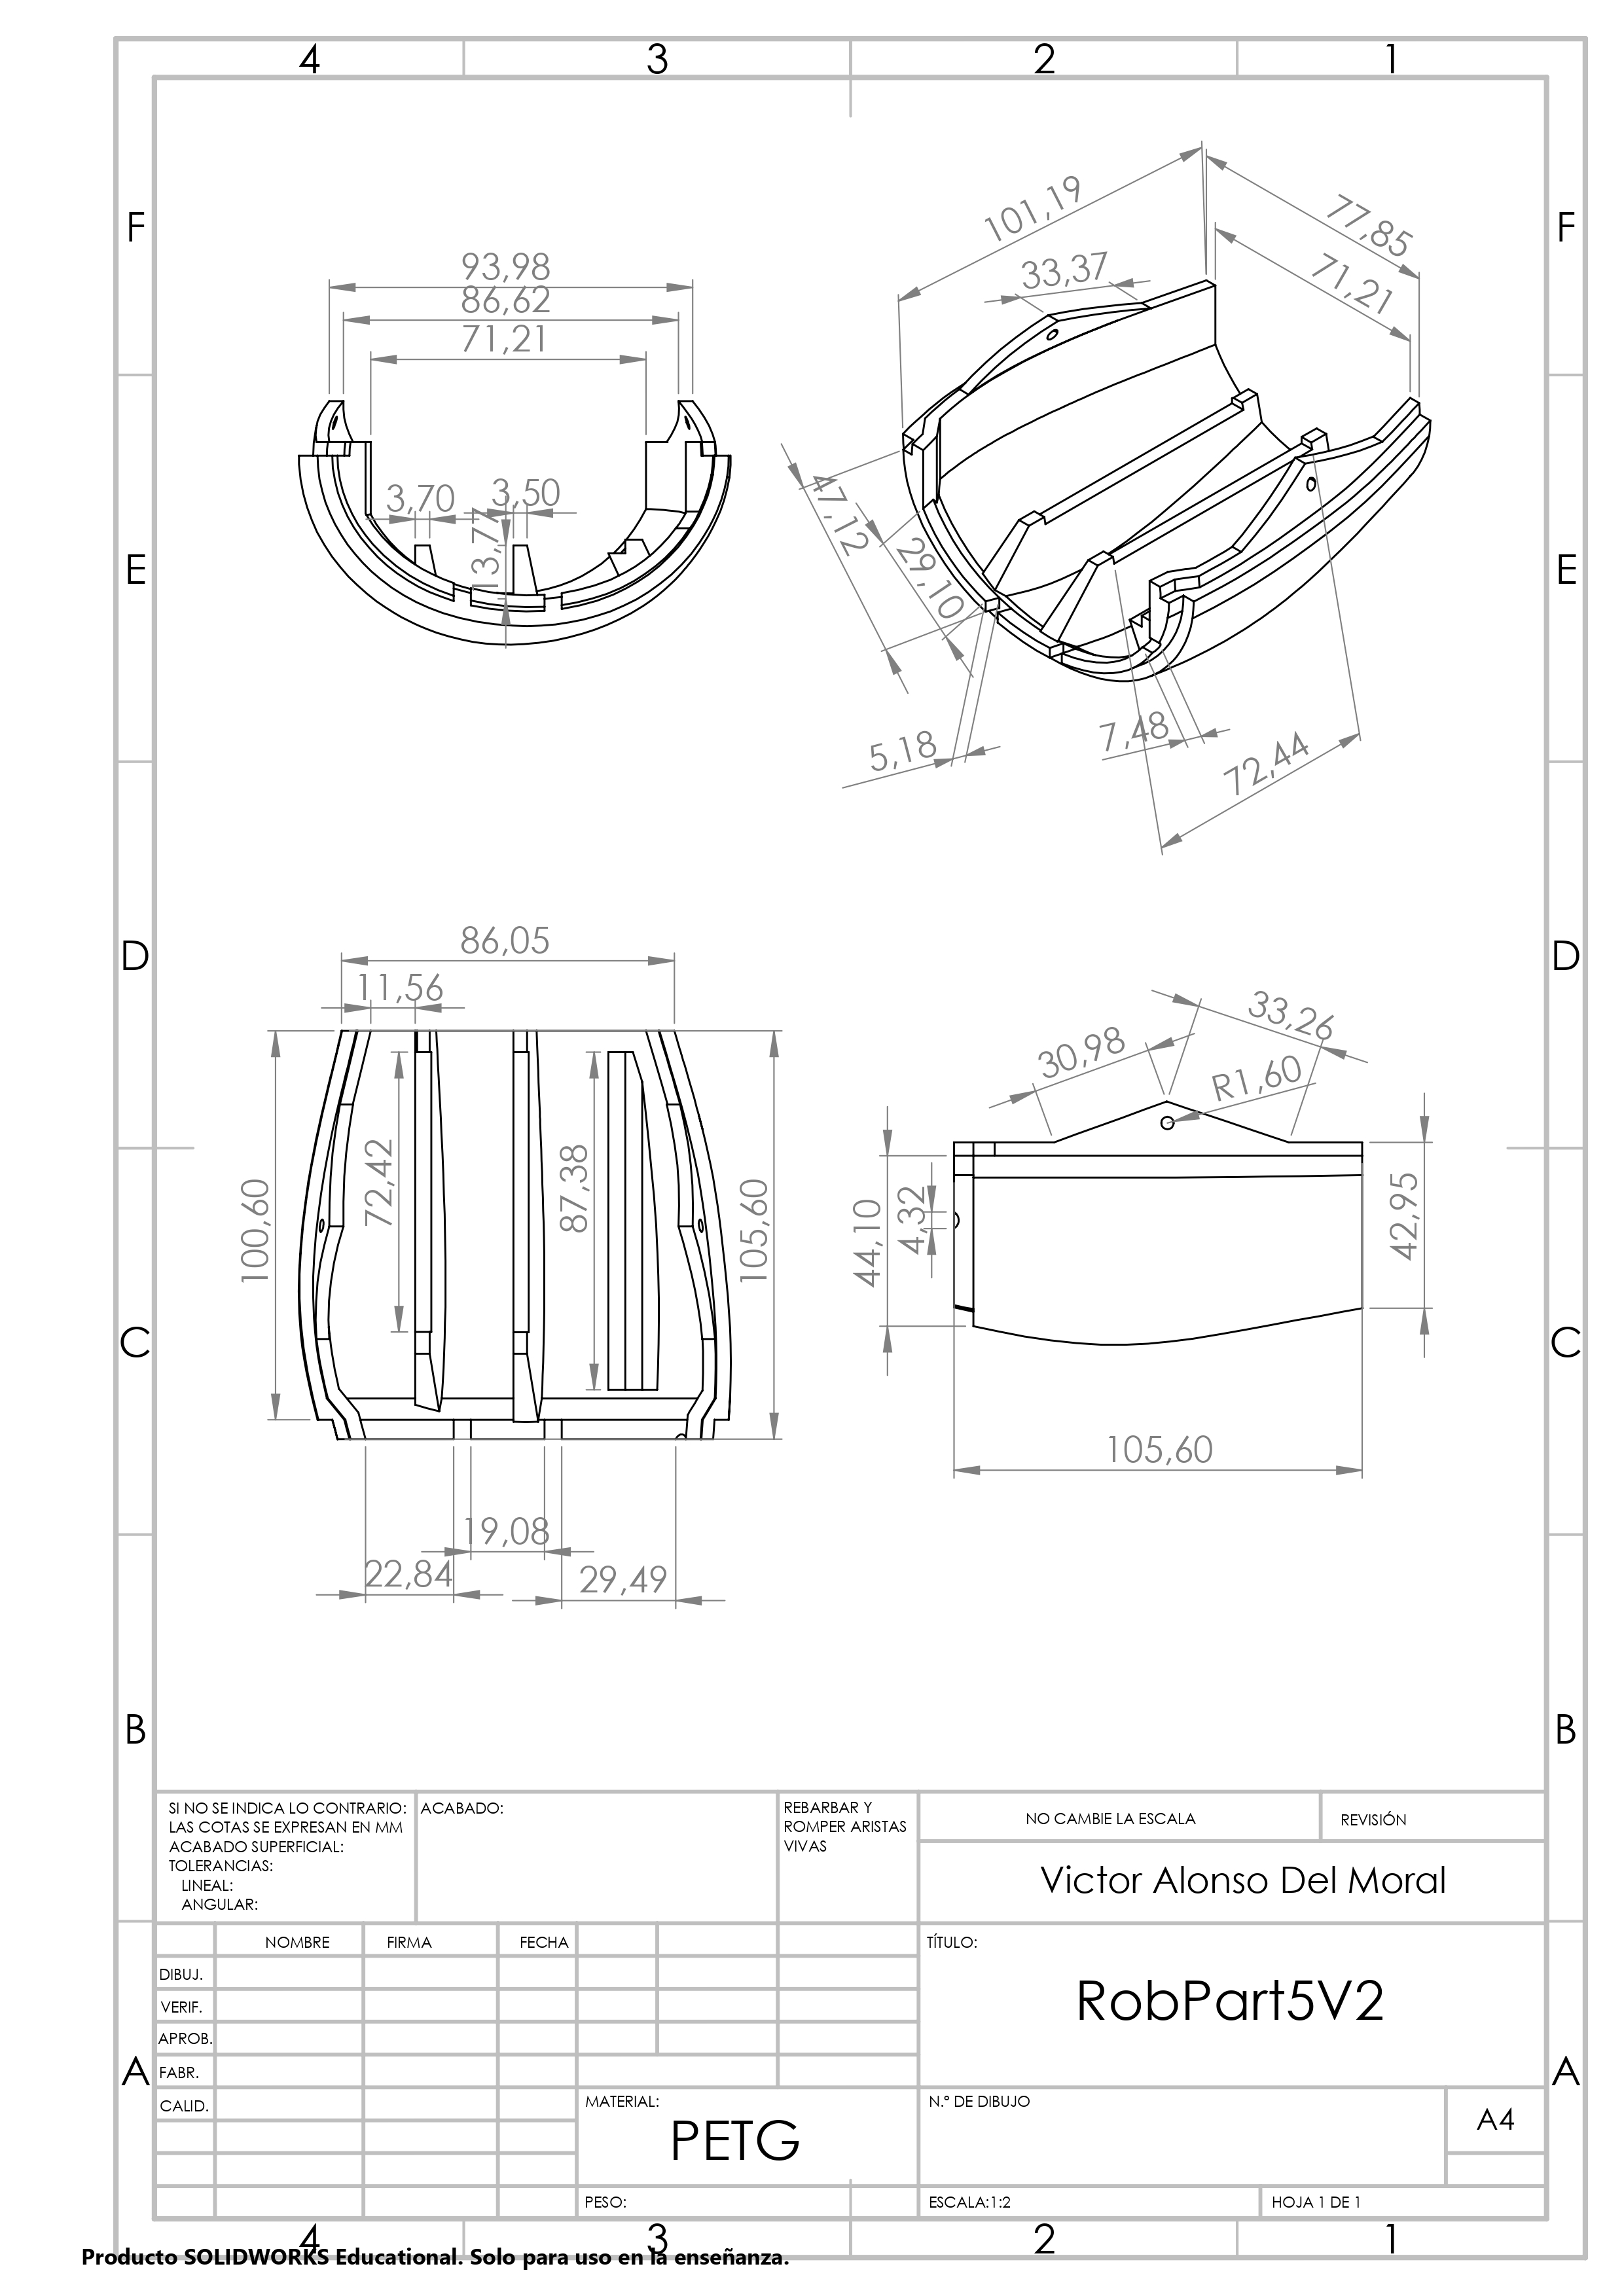 4 3 2 1
F F
E E
D D
C C
B B
A A
93,98
86,62
71,21
3,70
3,50
13,77
101,19
77,85
33,37
71,21
47,12
29,10
5,18
7,48
72,44
86,05
11,56
100,60
72,42
87,38
105,60
19,08
22,84
29,49
33,26
30,98
R1,60
44,10
4,32
42,95
105,60
SI NO SE INDICA LO CONTRARIO:
LAS COTAS SE EXPRESAN EN MM
ACABADO SUPERFICIAL:
TOLERANCIAS:
LINEAL:
ANGULAR:
ACABADO:
REBARBAR Y
ROMPER ARISTAS
VIVAS
NO CAMBIE LA ESCALA
REVISIÓN
Victor Alonso Del Moral
NOMBRE FIRMA FECHA
DIBUJ.
VERIF.
APROB.
FABR.
CALID.
TÍTULO:
RobPart5V2
MATERIAL:
PETG
N.º DE DIBUJO
A4
PESO:
ESCALA:1:2
HOJA 1 DE 1
4 3 2 1
Producto SOLIDWORKS Educational. Solo para uso en la enseñanza.